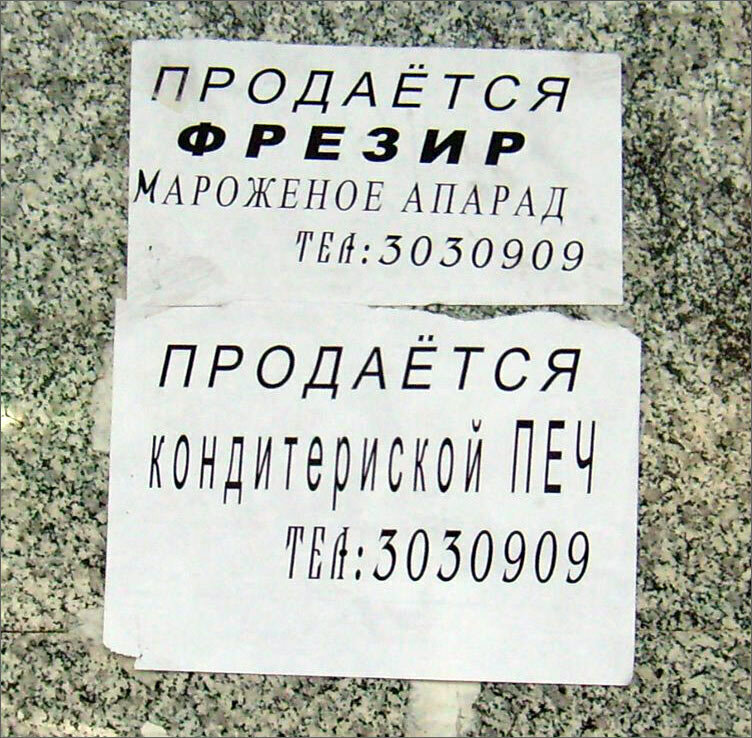 ПРОДАЁТСЯ
ФРЕЗИР
МАРОЖЕНОЕ АПАРАД
ТЕЛ:3030909
ПРОДАЁТСЯ
кондитериской ПЕЧ
ТЕЛ:3030909